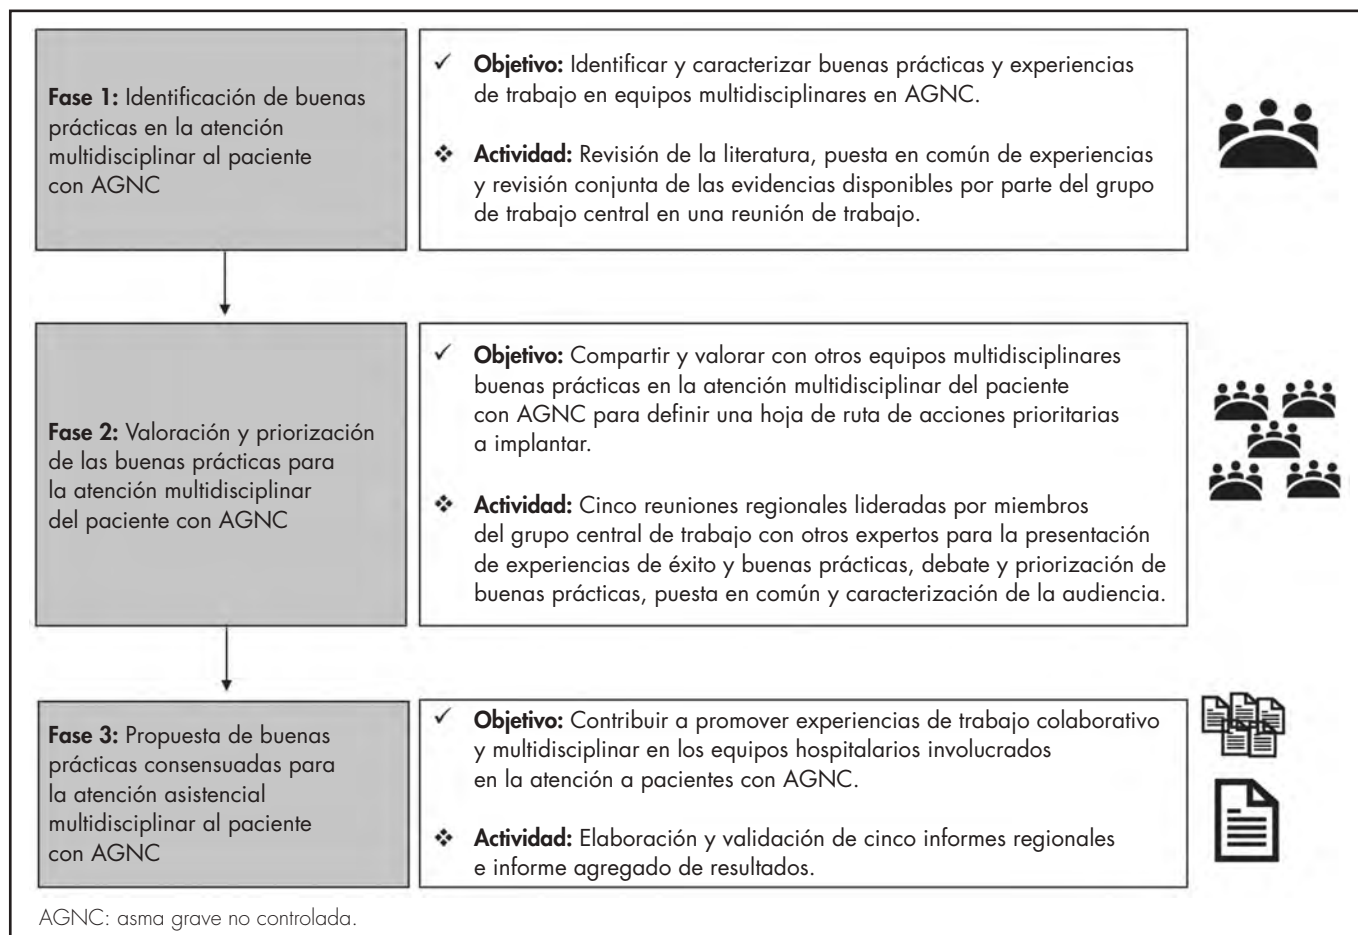 Fase 1: Identificación de buenas
prácticas en la atención
multidisciplinar al paciente
con AGNC
✓ Objetivo: Identificar y caracterizar buenas prácticas y experiencias
de trabajo en equipos multidisciplinares en AGNC.
❖ Actividad: Revisión de la literatura, puesta en común de experiencias
y revisión conjunta de las evidencias disponibles por parte del grupo
de trabajo central en una reunión de trabajo.
Fase 2: Valoración y priorización
de las buenas prácticas para
la atención multidisciplinar
del paciente con AGNC
✓ Objetivo: Compartir y valorar con otros equipos multidisciplinares
buenas prácticas en la atención multidisciplinar del paciente
con AGNC para definir una hoja de ruta de acciones prioritarias
a implantar.
❖ Actividad: Cinco reuniones regionales lideradas por miembros
del grupo central de trabajo con otros expertos para la presentación
de experiencias de éxito y buenas prácticas, debate y priorización de
buenas prácticas, puesta en común y caracterización de la audiencia.
Fase 3: Propuesta de buenas
prácticas consensuadas para
la atención asistencial
multidisciplinar al paciente
con AGNC
✓ Objetivo: Contribuir a promover experiencias de trabajo colaborativo
y multidisciplinar en los equipos hospitalarios involucrados
en la atención a pacientes con AGNC.
❖ Actividad: Elaboración y validación de cinco informes regionales
e informe agregado de resultados.
AGNC: asma grave no controlada.